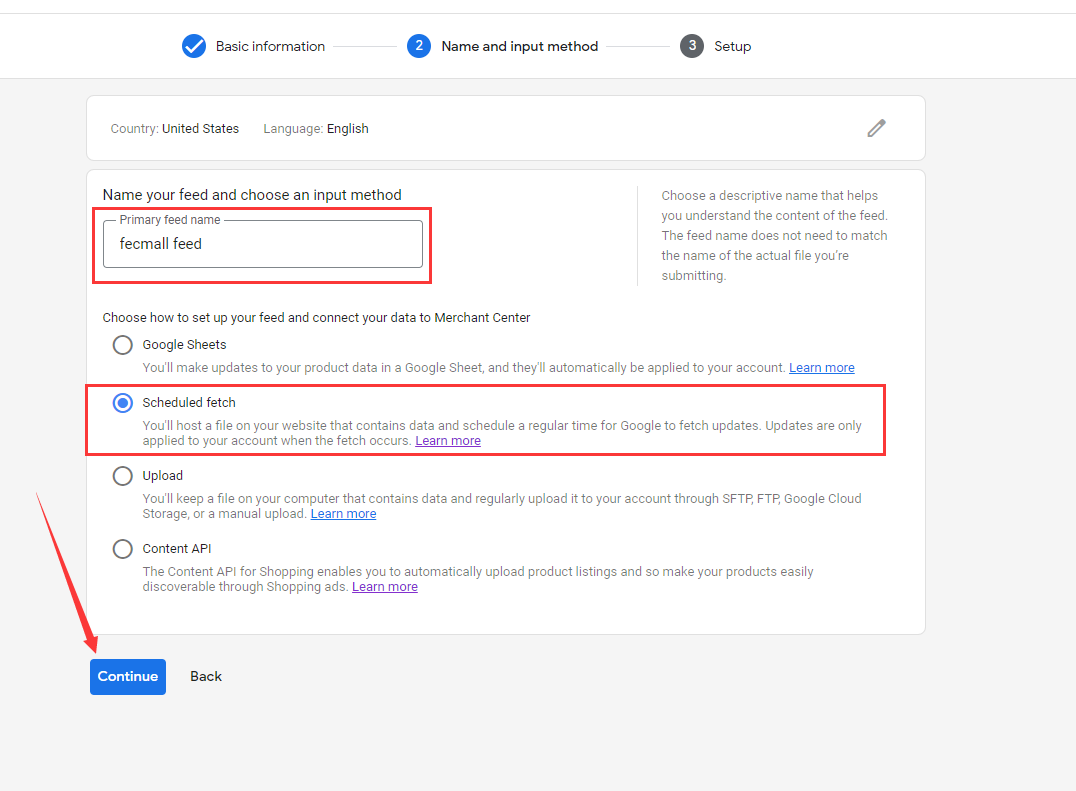 Basic information
2 Name and input method
3 Setup
Country: United States Language: English
Name your feed and choose an input method
Primary feed name
fecmall feed
Choose a descriptive name that helps
you understand the content of the feed.
The feed name does not need to match
the name of the actual file you're
submitting.
Choose how to set up your feed and connect your data to Merchant Center
Google Sheets
You'll make updates to your product data in a Google Sheet, and they'll automatically be applied to your account. Learn more
Scheduled fetch
You'll host a file on your website that contains data and schedule a regular time for Google to fetch updates. Updates are only
applied to your account when the fetch occurs. Learn more
Upload
You'll keep a file on your computer that contains data and regularly upload it to your account through SFTP, FTP, Google Cloud
Storage, or a manual upload. Learn more
Content API
The Content API for Shopping enables you to automatically upload product listings and so make your products easily
discoverable through Shopping ads. Learn more
Continue
Back